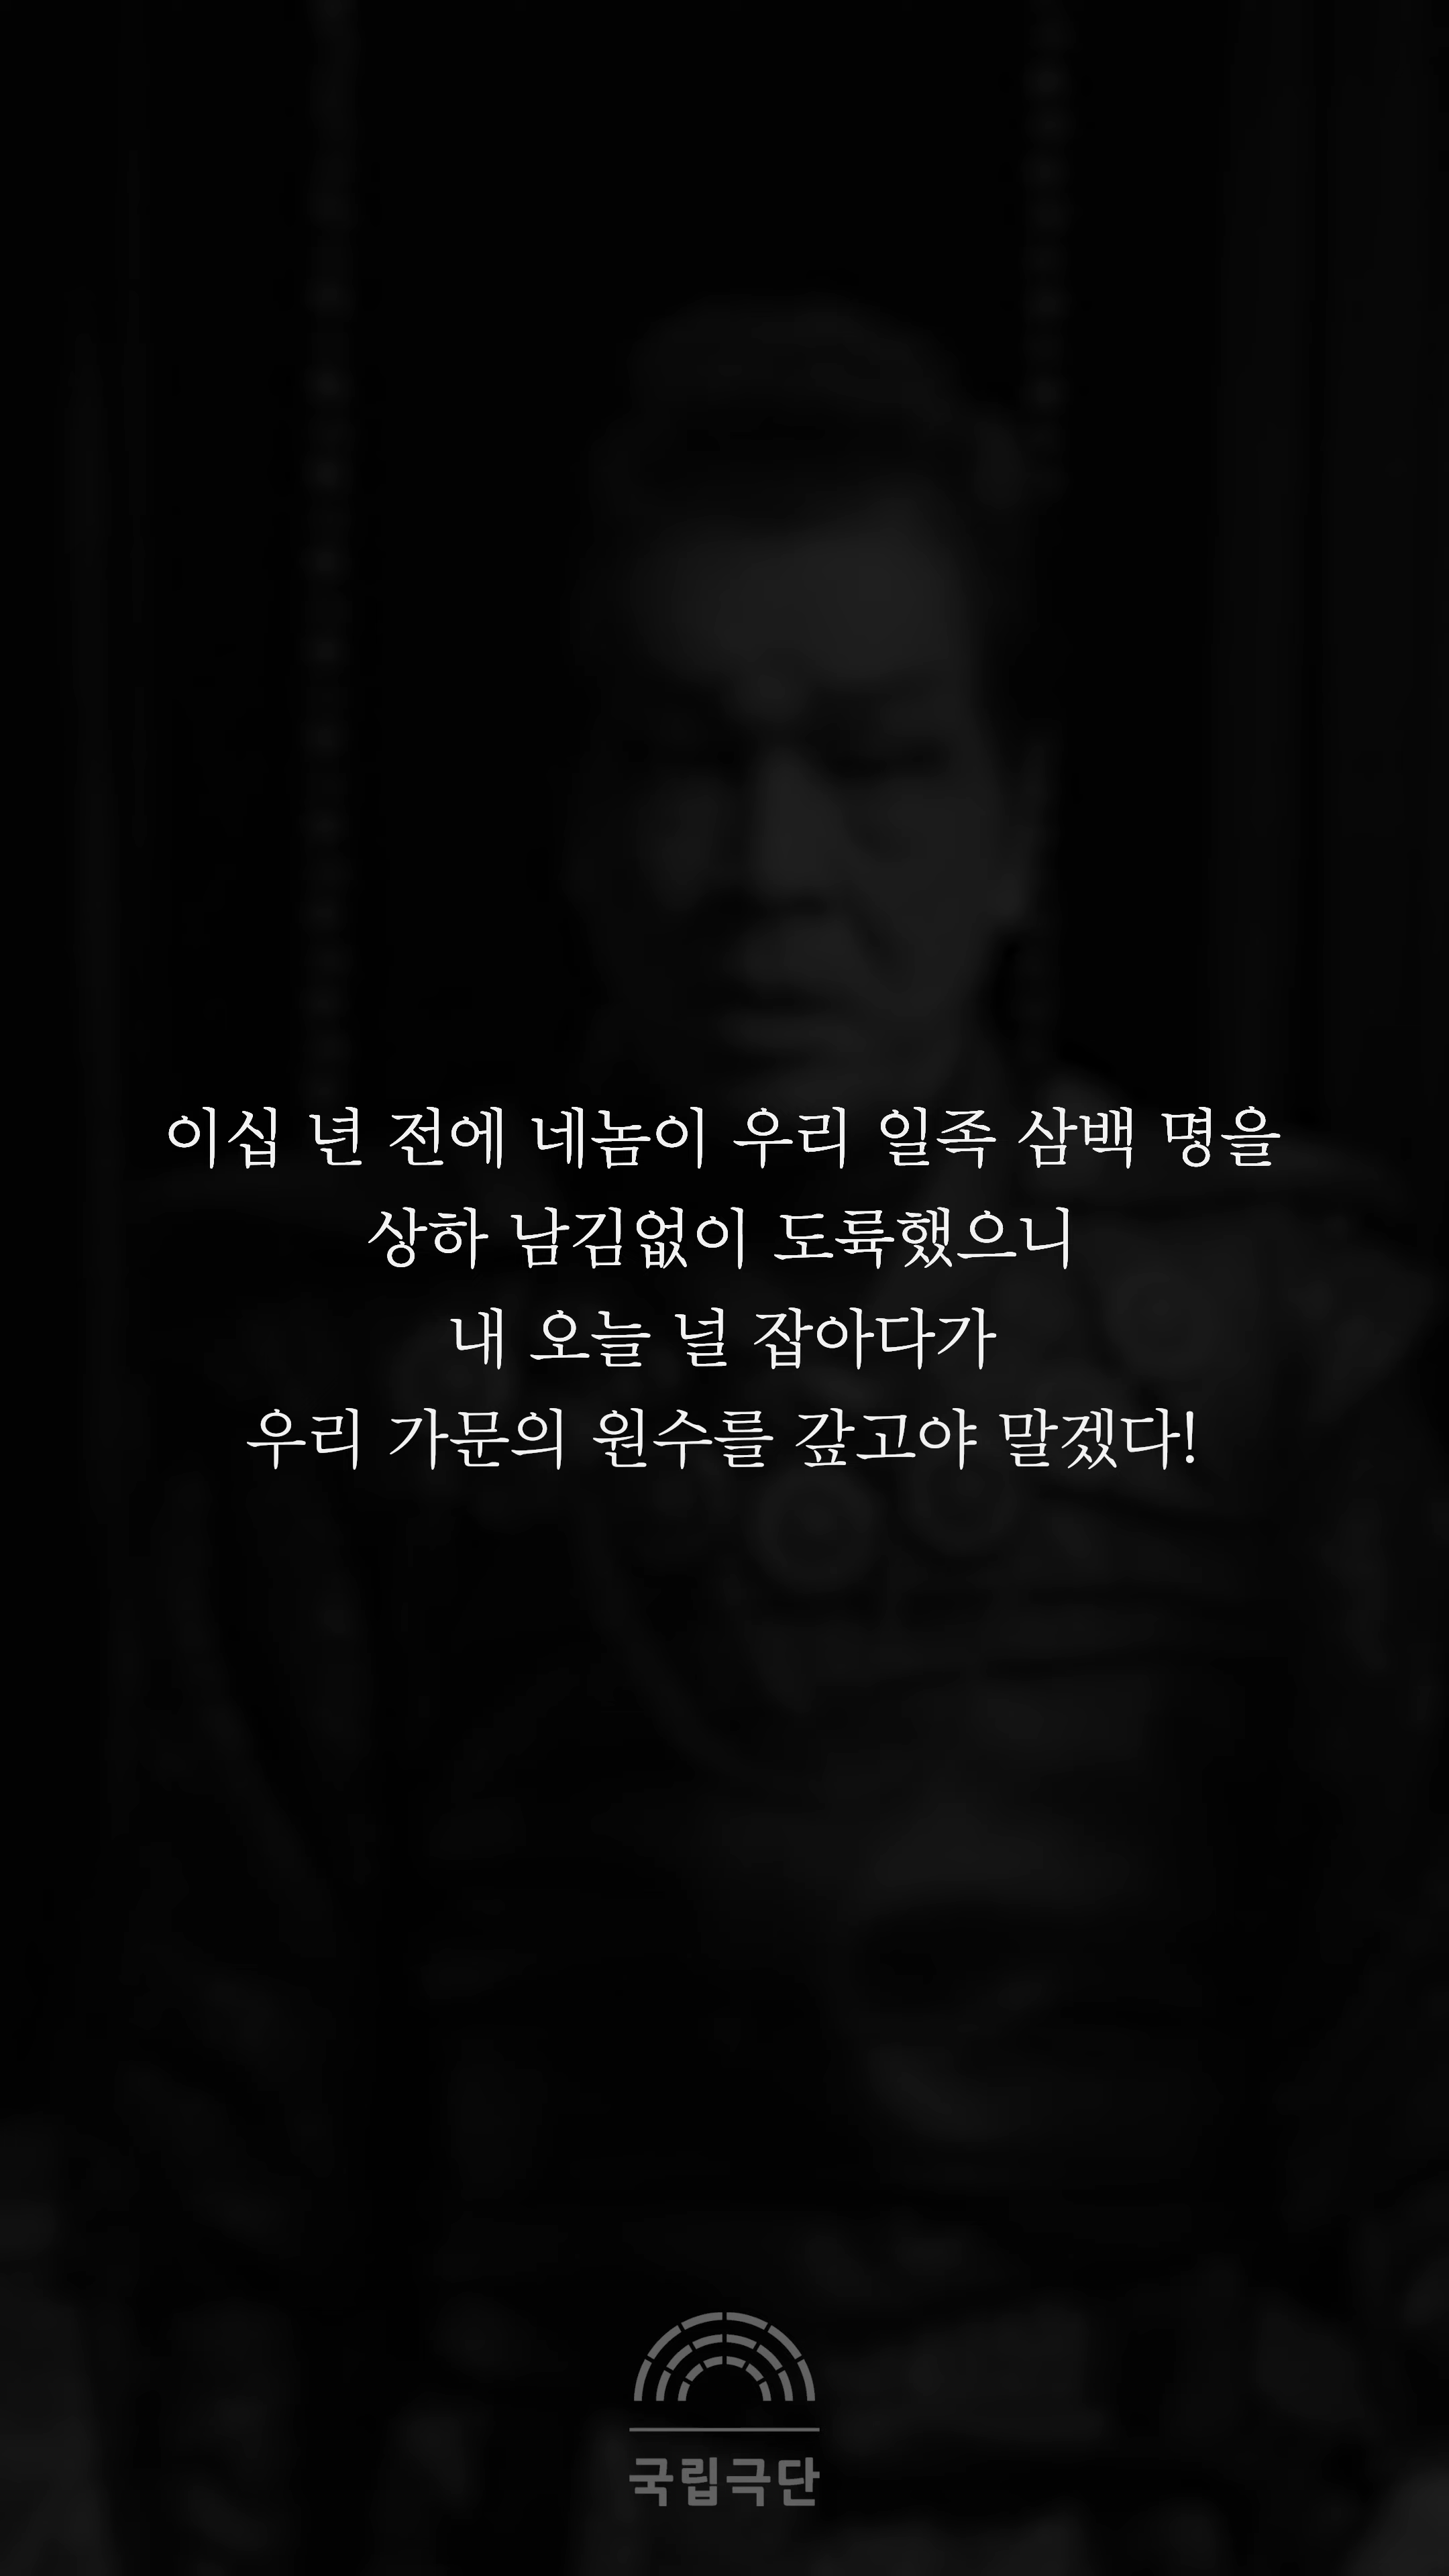 이십 년 전에 네놈이 우리 일족 삼백 명을
상하 남김없이 도륙했으니
내 오늘 널 잡아다가
우리 가문의 원수를 갚고야 말겠다!
국립극단